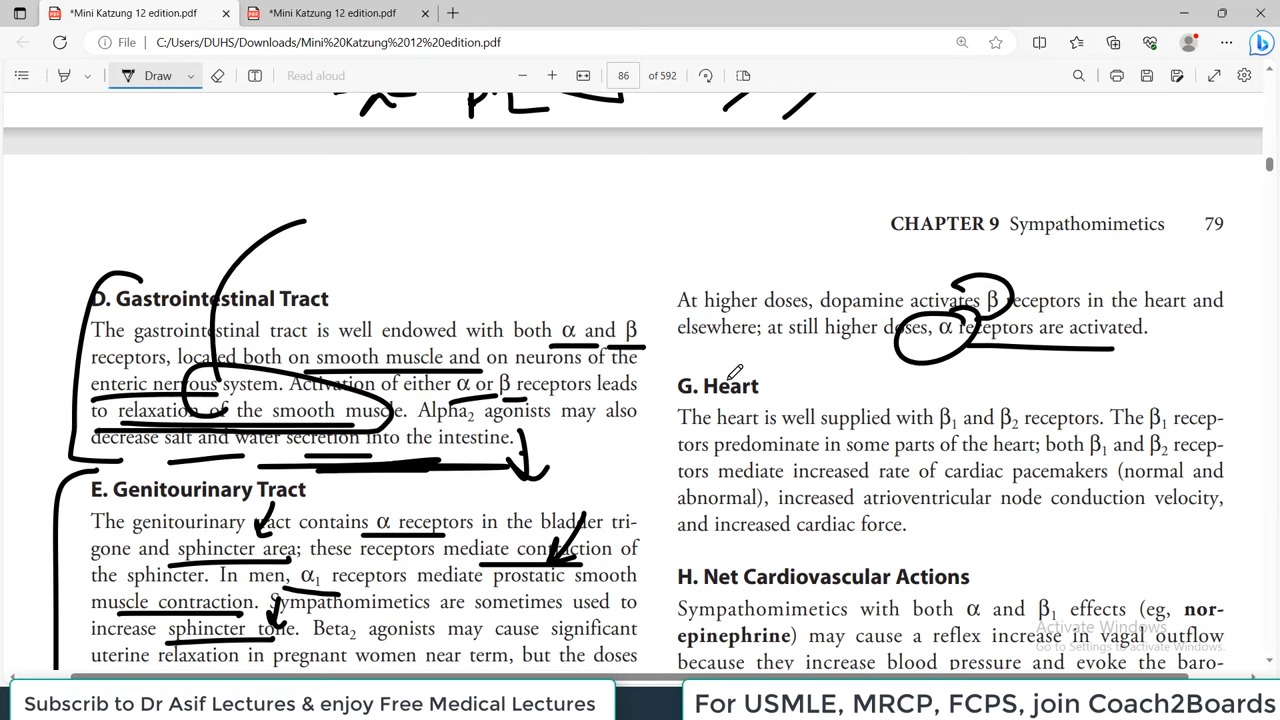 *Mini Katzung 12 edition.pdf
*Mini Katzung 12 edition.pdf
File
C:/Users/DUHS/Downloads/Mini%20Katzung%2012%20edition.pdf
Draw
Read aloud
86 of 592
CHAPTER 9 Sympathomimetics 79
D. Gastrointestinal Tract
The gastrointestinal tract is well endowed with both α and β
receptors, located both on smooth muscle and on neurons of the
enteric nervous system. Activation of either α or β receptors leads
to relaxation of the smooth muscle. Alpha2 agonists may also
decrease salt and water secretion into the intestine.
E. Genitourinary Tract
The genitourinary tract contains α receptors in the bladder tri-
gone and sphincter area; these receptors mediate contraction of
the sphincter. In men, α1 receptors mediate prostatic smooth
muscle contraction. Sympathomimetics are sometimes used to
increase sphincter tone. Beta2 agonists may cause significant
uterine relaxation in pregnant women near term, but the doses
At higher doses, dopamine activates β receptors in the heart and
elsewhere; at still higher doses, α receptors are activated.
G. Heart
The heart is well supplied with β1 and β2 receptors. The β1 recep-
tors predominate in some parts of the heart; both β1 and β2 recep-
tors mediate increased rate of cardiac pacemakers (normal and
abnormal), increased atrioventricular node conduction velocity,
and increased cardiac force.
H. Net Cardiovascular Actions
Sympathomimetics with both α and β1 effects (eg, nor-
epinephrine) may cause a reflex increase in vagal outflow
because they increase blood pressure and evoke the baro-
Activate Windows
Go to Settings to activate Windows.
Subscrib to Dr Asif Lectures & enjoy Free Medical Lectures
For USMLE, MRCP, FCPS, join Coach2Boards